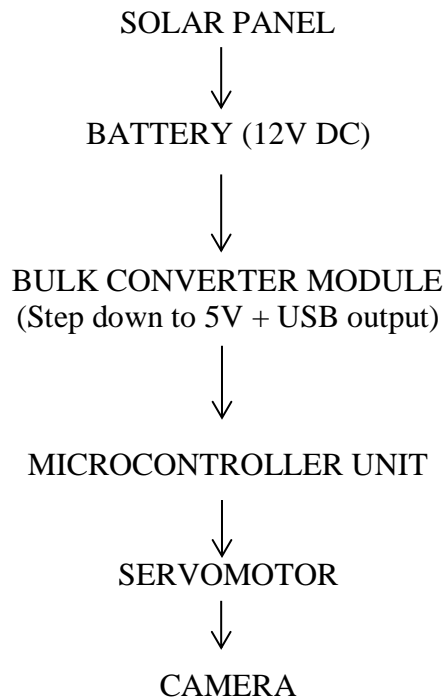 SOLAR PANEL
BATTERY (12V DC)
BULK CONVERTER MODULE
(Step down to 5V + USB output)
MICROCONTROLLER UNIT
SERVOMOTOR
CAMERA